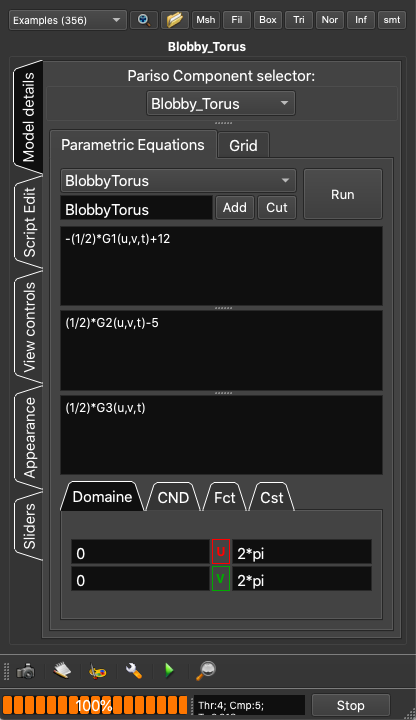 Examples (356)
Msh
Fil
Box
Tri
Nor
Inf
smt
Blobby_Torus
Model details
Script Edit
View controls
Appearance
Sliders
Pariso Component selector:
Blobby_Torus
Parametric Equations
Grid
BlobbyTorus
Run
BlobbyTorus
Add
Cut
-(1/2)*G1(u,v,t)+12
(1/2)*G2(u,v,t)-5
(1/2)*G3(u,v,t)
Domaine
CND
Fct
Cst
0
U
2*pi
0
V
2*pi
100%
Thr:4; Cmp:5;
Stop